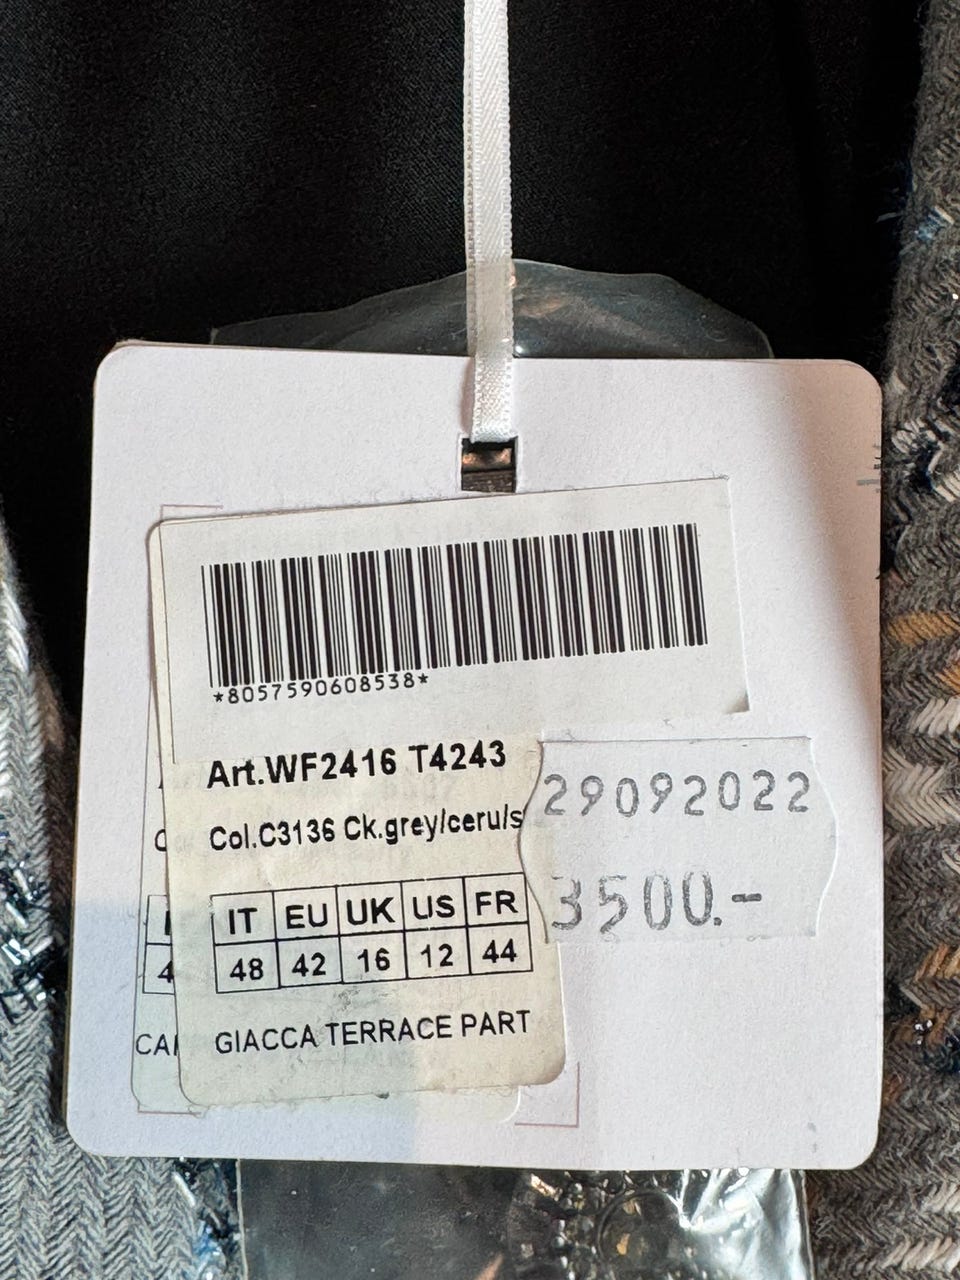 *8057590608538*
Art.WF2416 T4243
Col.C3136 Ck.grey/ceru/s
29092022
3500.-
IT EU UK US FR
48 42 16 12 44
GIACCA TERRACE PART